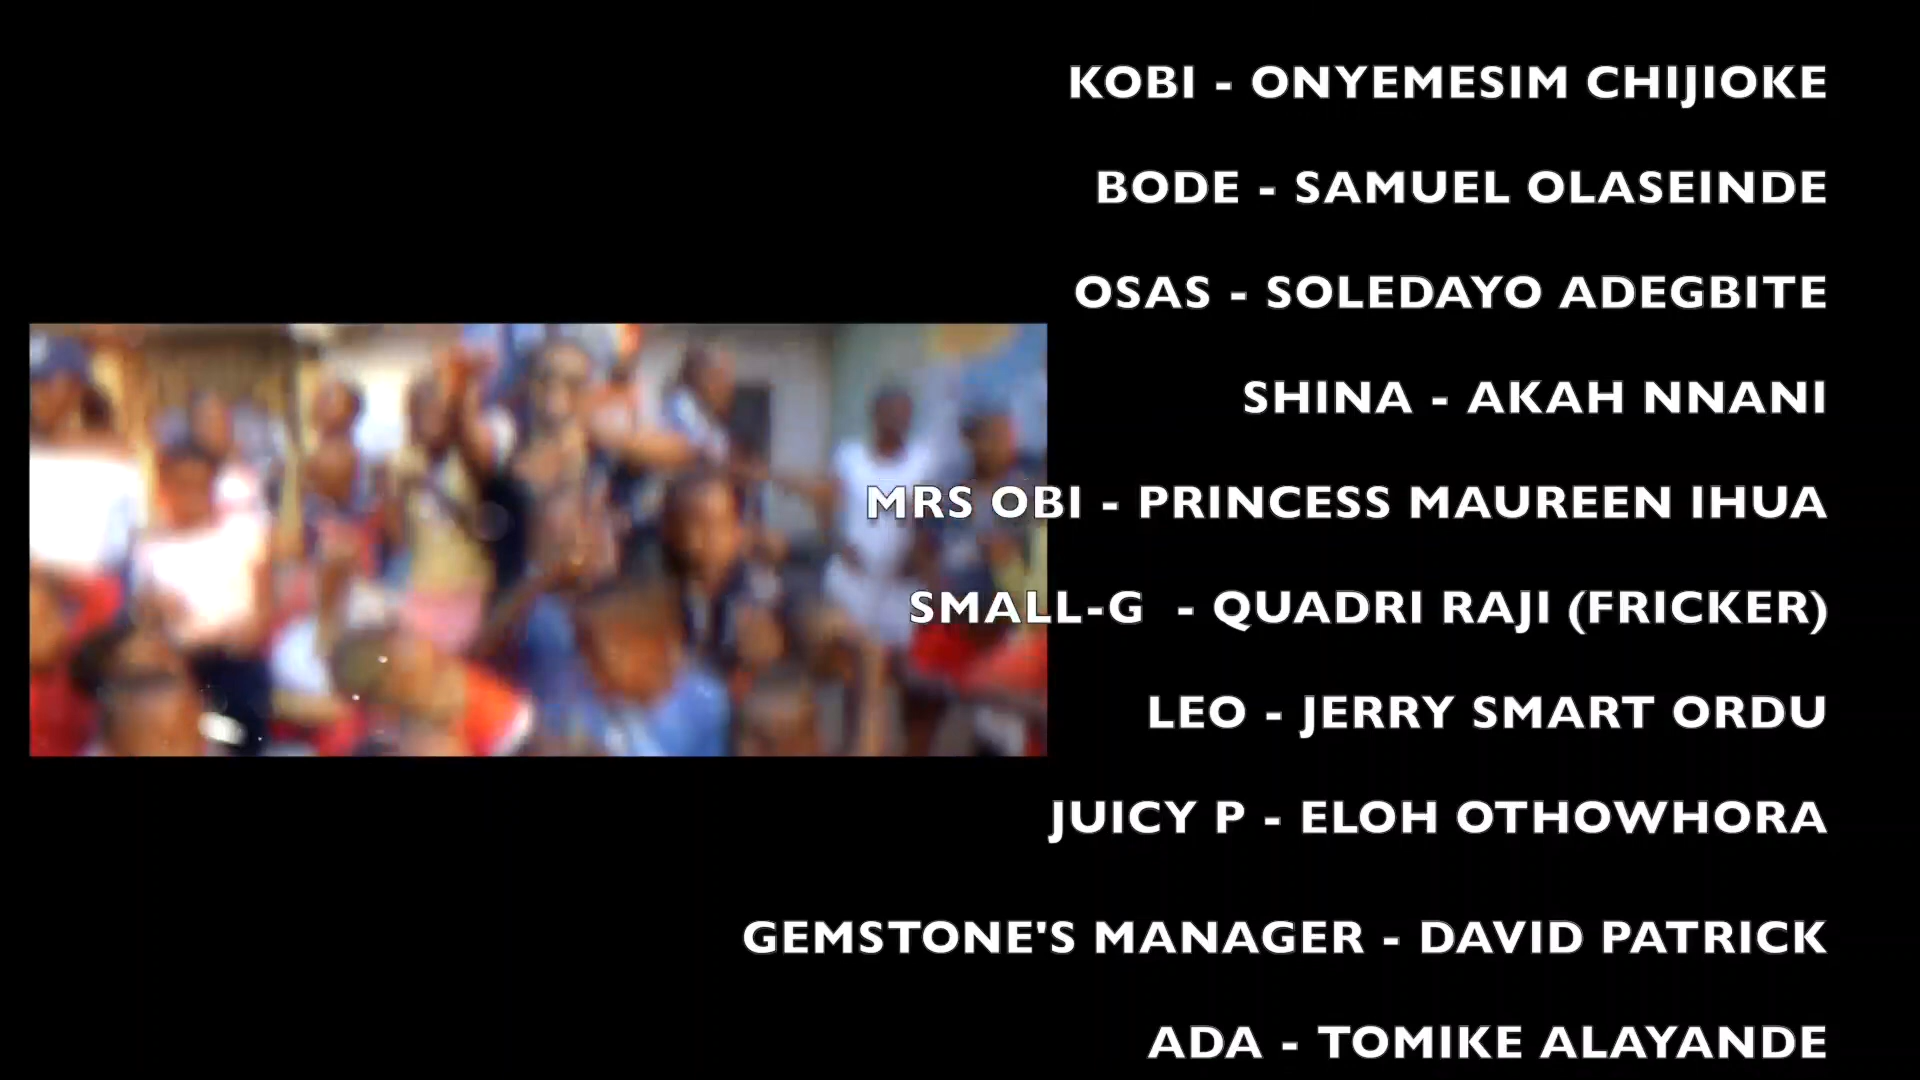 KOBI - ONYEMESIM CHIJIOKE
BODE - SAMUEL OLASEINDE
OSAS - SOLEDAYO ADEGBITE
SHINA - AKAH NNANI
MRS OBI - PRINCESS MAUREEN IHUA
SMALL-G - QUADRI RAJI (FRICKER)
LEO - JERRY SMART ORDU
JUICY P - ELOH OTHOWHORA
GEMSTONE'S MANAGER - DAVID PATRICK
ADA - TOMIKE ALAYANDE